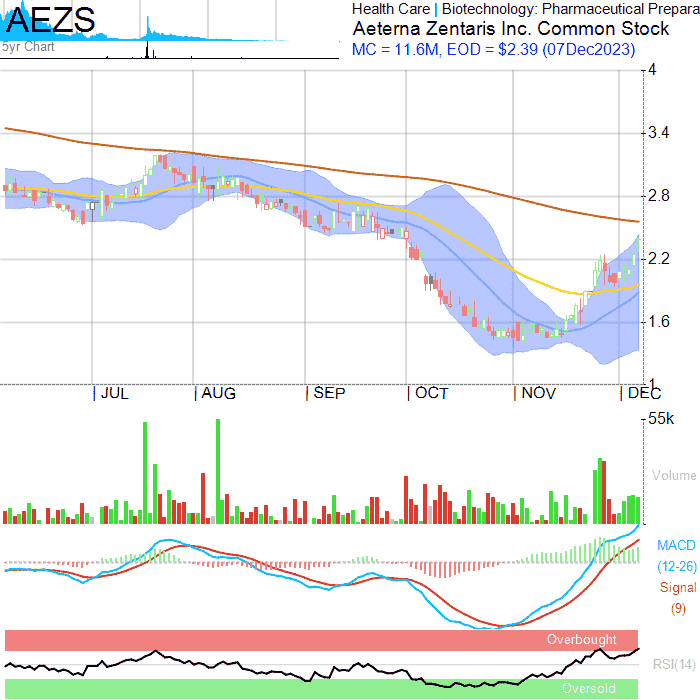 AEZS
5yr Chart
Health Care | Biotechnology: Pharmaceutical Prepara
Aeterna Zentaris Inc. Common Stock
MC = 11.6M, EOD = $2.39 (07Dec2023)
4
3.4
2.8
2.2
1.6
1
JUL AUG SEP OCT NOV DEC
55k
Volume
MACD
(12-26)
Signal
(9)
Overbought
RSI(14)
Oversold